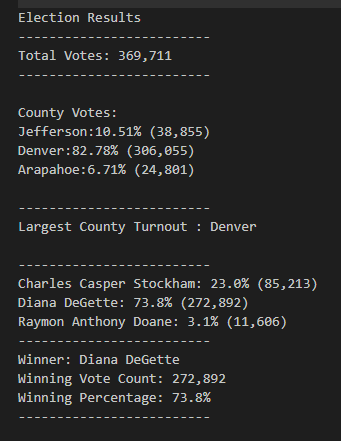 Election Results
-------------------------
Total Votes: 369,711
-------------------------
County Votes:
Jefferson:10.51% (38,855)
Denver:82.78% (306,055)
Arapahoe:6.71% (24,801)
-------------------------
Largest County Turnout : Denver
-------------------------
Charles Casper Stockham: 23.0% (85,213)
Diana DeGette: 73.8% (272,892)
Raymon Anthony Doane: 3.1% (11,606)
-------------------------
Winner: Diana DeGette
Winning Vote Count: 272,892
Winning Percentage: 73.8%
-------------------------